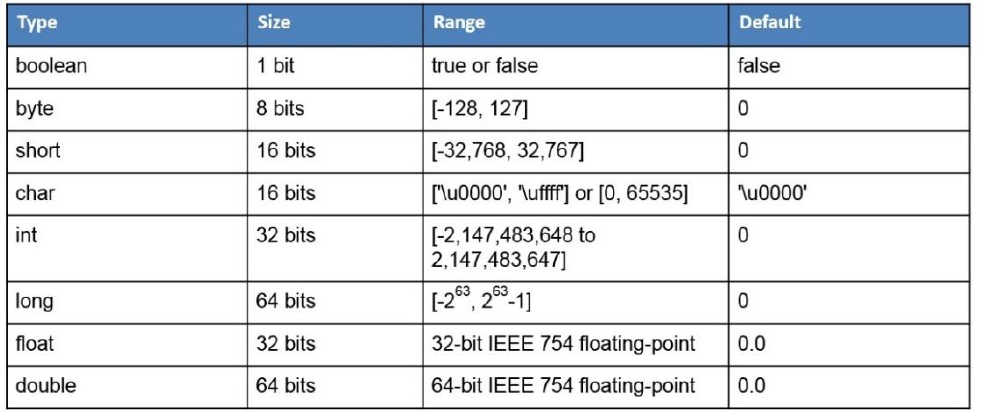 Type Size Range Default
boolean 1 bit true or false false
byte 8 bits [-128, 127] 0
short 16 bits [-32,768, 32,767] 0
char 16 bits ['\u0000', '\uffff'] or [0, 65535] '\u0000'
int 32 bits [-2,147,483,648 to 0
2,147,483,647]
long 64 bits [-2^63, 2^63-1] 0
float 32 bits 32-bit IEEE 754 floating-point 0.0
double 64 bits 64-bit IEEE 754 floating-point 0.0